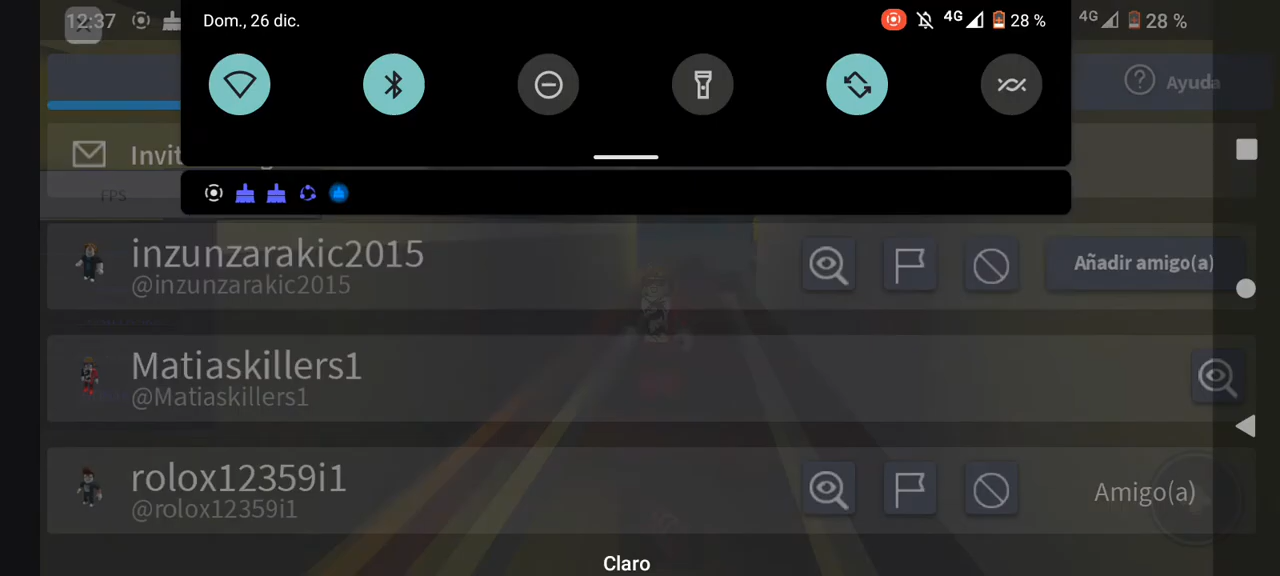 12:37
Dom., 26 dic.
4G 28 %
4G 28 %
Ayuda
Invit
FPS
inzunzarakic2015
@inzunzarakic2015
Añadir amigo(a)
Matiaskillers1
@Matiaskillers1
rolox12359i1
@rolox12359i1
Amigo(a)
Claro